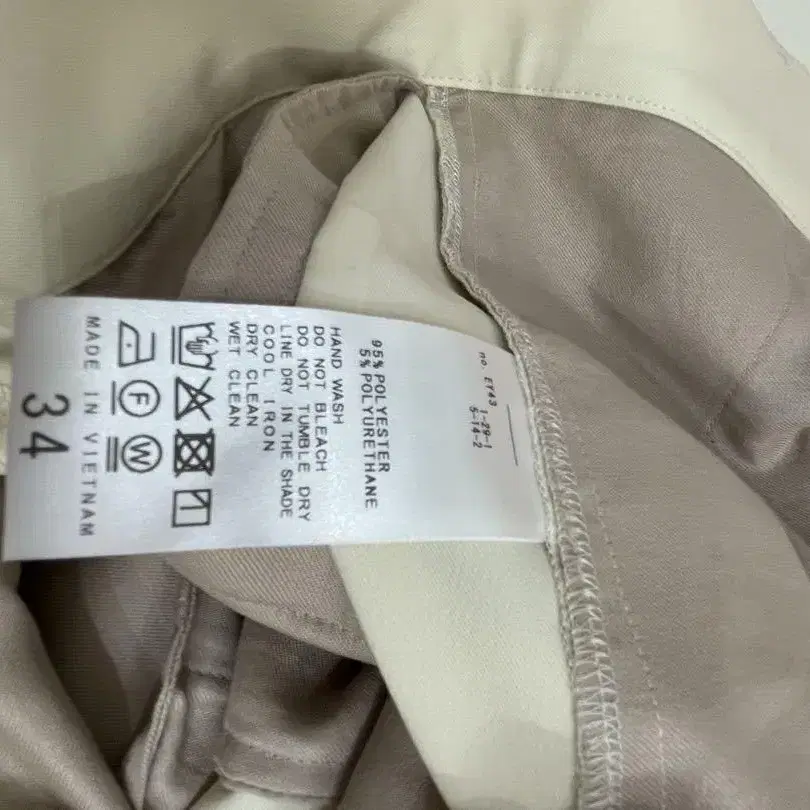 no. EY43
1-29-1
5-14-2
95% POLYESTER
5% POLYURETHANE
HAND WASH
DO NOT BLEACH
DO NOT TUMBLE DRY
LINE DRY IN THE SHADE
COOL IRON
DRY CLEAN
WET CLEAN
F
W
MADE IN VIETNAM
34